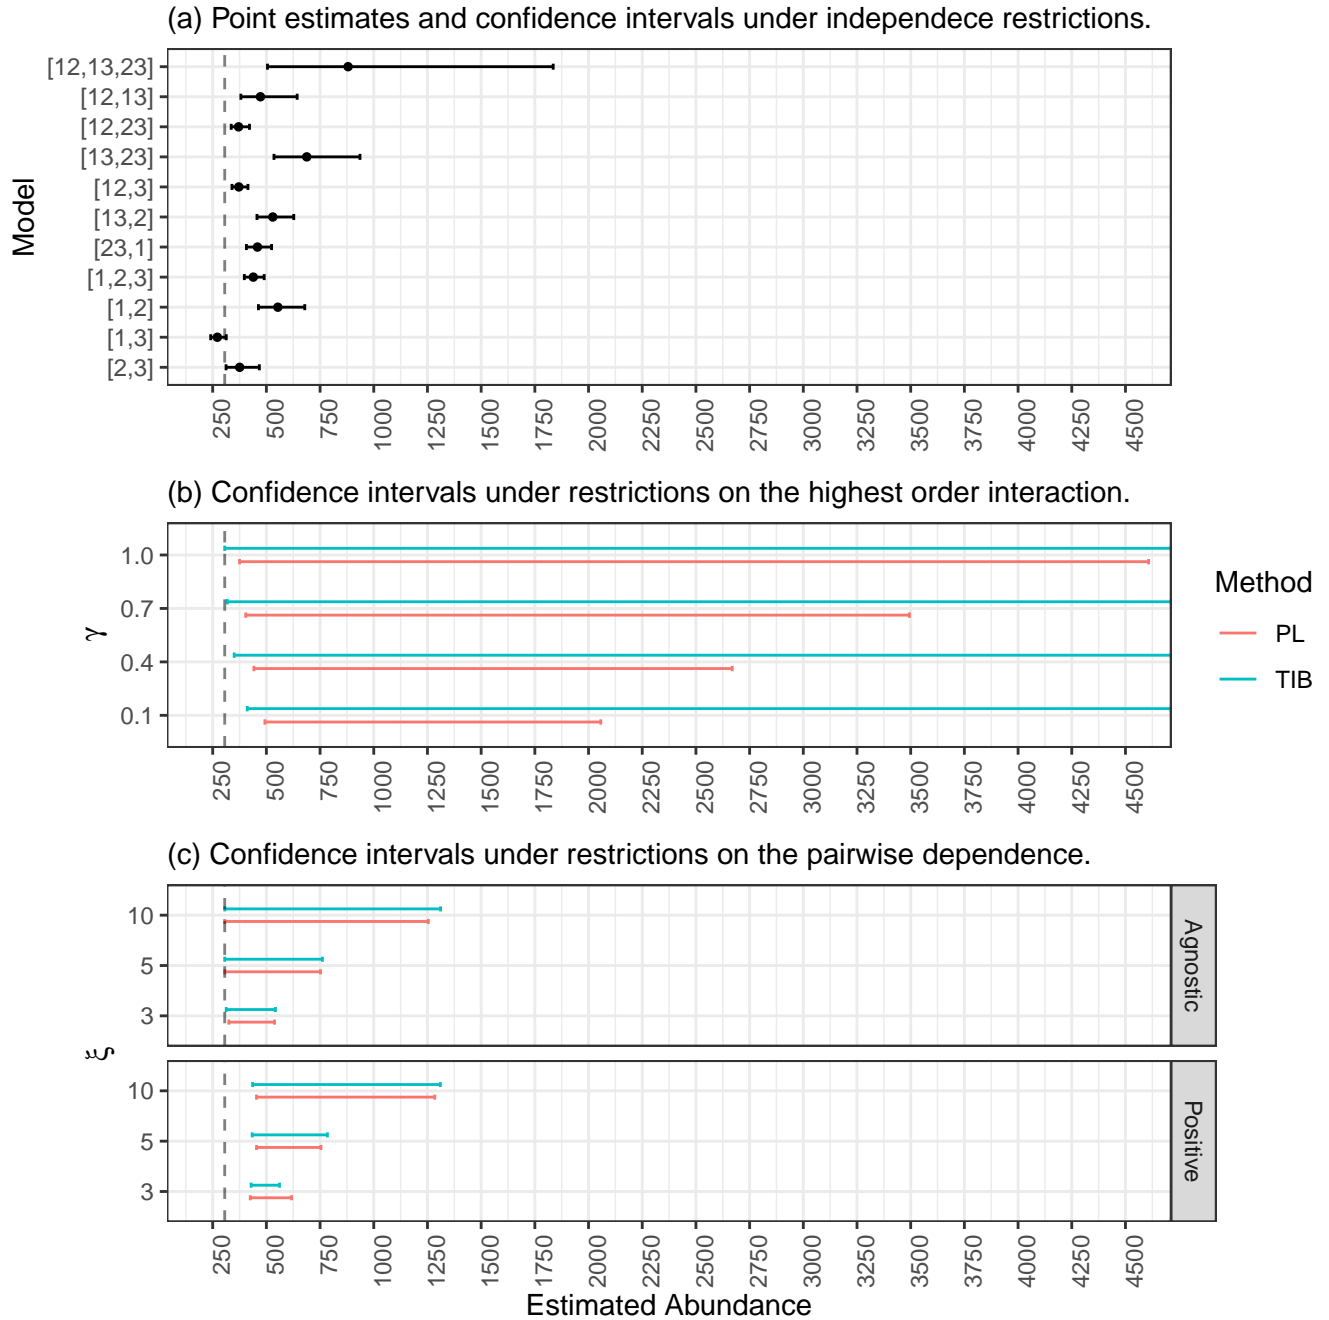 (a) Point estimates and confidence intervals under independece restrictions.
Model
[12,13,23]
[12,13]
[12,23]
[13,23]
[12,3]
[13,2]
[23,1]
[1,2,3]
[1,2]
[1,3]
[2,3]
250 500 750 1000 1250 1500 1750 2000 2250 2500 2750 3000 3250 3500 3750 4000 4250 4500
(b) Confidence intervals under restrictions on the highest order interaction.
γ
1.0
0.7
0.4
0.1
250 500 750 1000 1250 1500 1750 2000 2250 2500 2750 3000 3250 3500 3750 4000 4250 4500
Method
PL
TIB
(c) Confidence intervals under restrictions on the pairwise dependence.
ξ
10
5
3
Agnostic
10
5
3
Positive
250 500 750 1000 1250 1500 1750 2000 2250 2500 2750 3000 3250 3500 3750 4000 4250 4500
Estimated Abundance